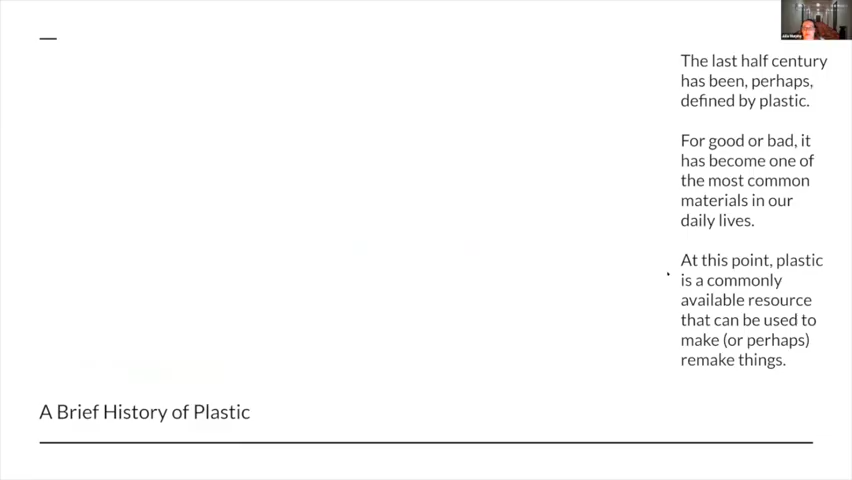 The last half century
has been, perhaps,
defined by plastic.
For good or bad, it
has become one of
the most common
materials in our
daily lives.
At this point, plastic
is a commonly
available resource
that can be used to
make (or perhaps)
remake things.
A Brief History of Plastic